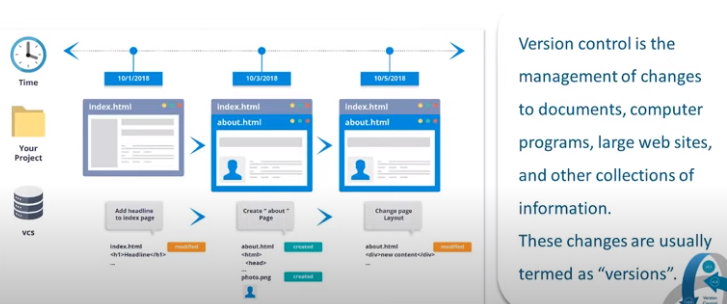 Time
10/1/2018
10/3/2018
10/5/2018
Your
Project
index.html
index.html
about.html
index.html
about.html
vcs
Add headline
to index page
Create " about "
Page
Change page
Layout
index.html
modified
<h1>Headline</h1>
...
about.html
created
<html>
<head>
...
photo.png
created
about.html
modified
<div>new content</div>
...
Version control is the
management of changes
to documents, computer
programs, large web sites,
and other collections of
information.
These changes are usually
termed as “versions”.